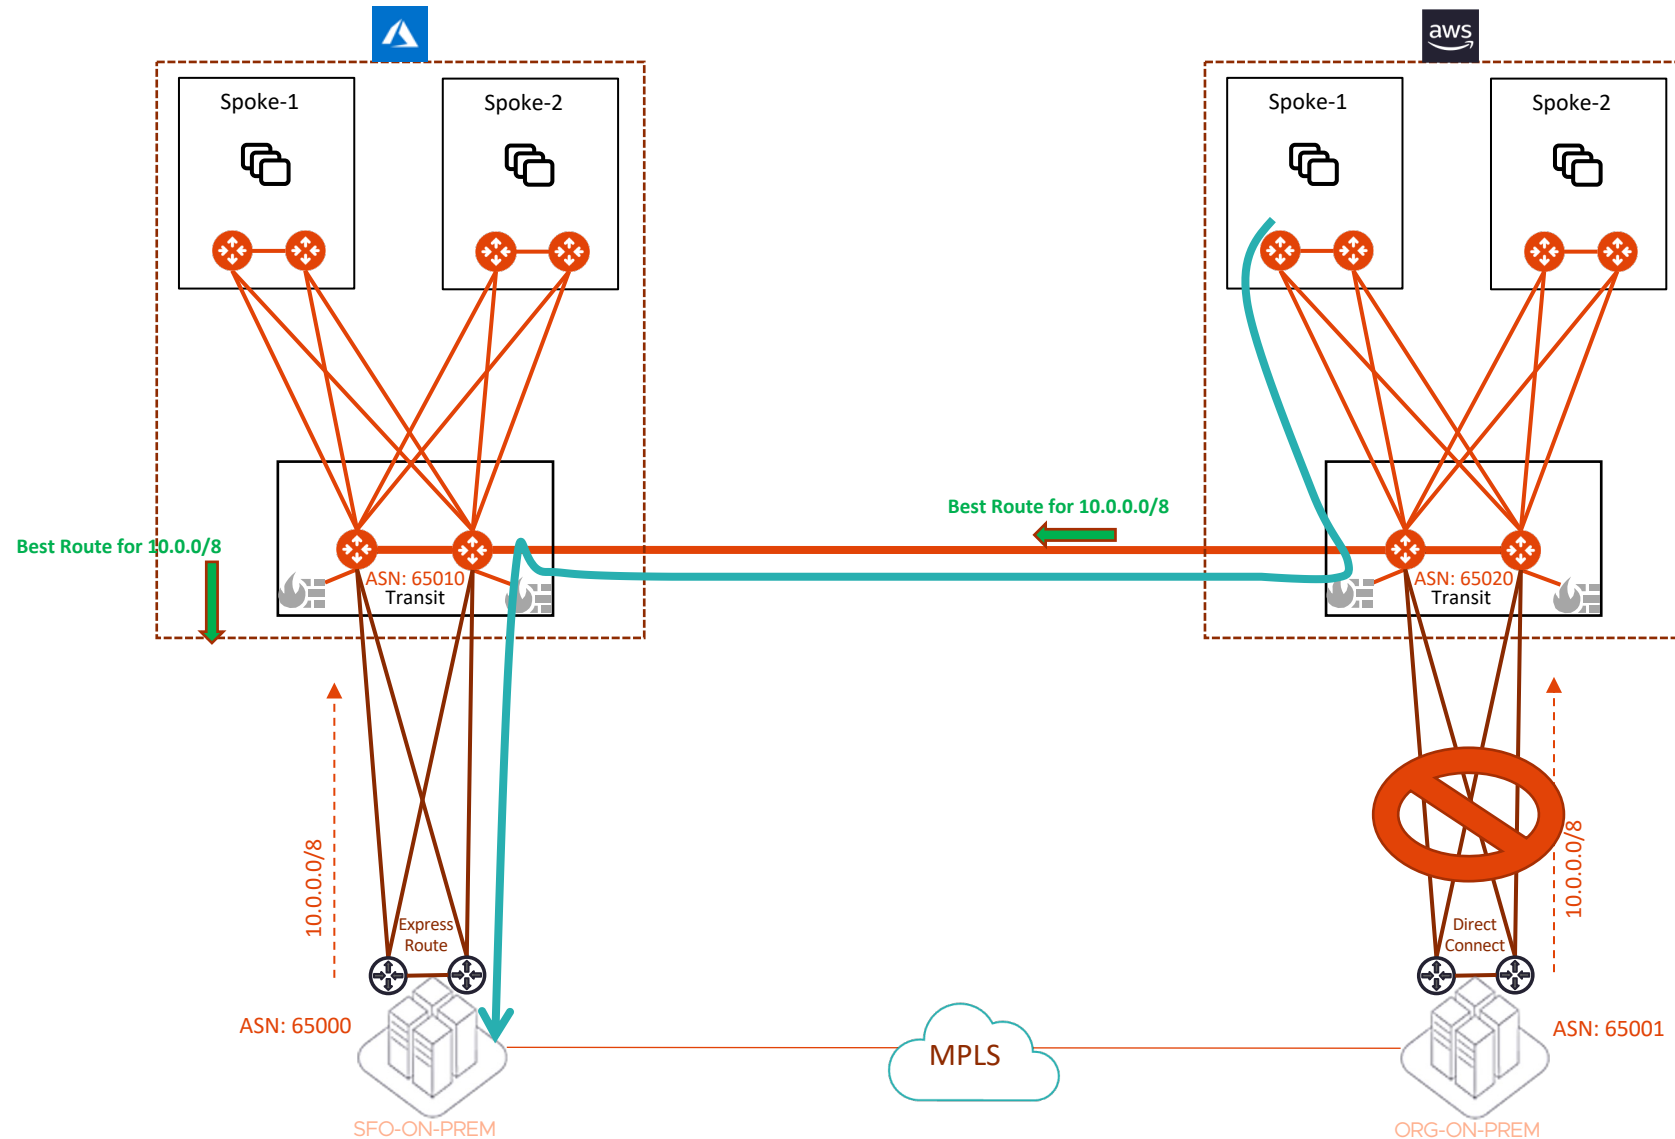 aws
Spoke-1
Spoke-2
Spoke-1
Spoke-2
Best Route for 10.0.0.0/8
Best Route for 10.0.0/8
ASN: 65010
Transit
ASN: 65020
Transit
10.0.0.0/8
10.0.0.0/8
Express
Route
Direct
Connect
ASN: 65000
MPLS
ASN: 65001
SFO-ON-PREM
ORG-ON-PREM